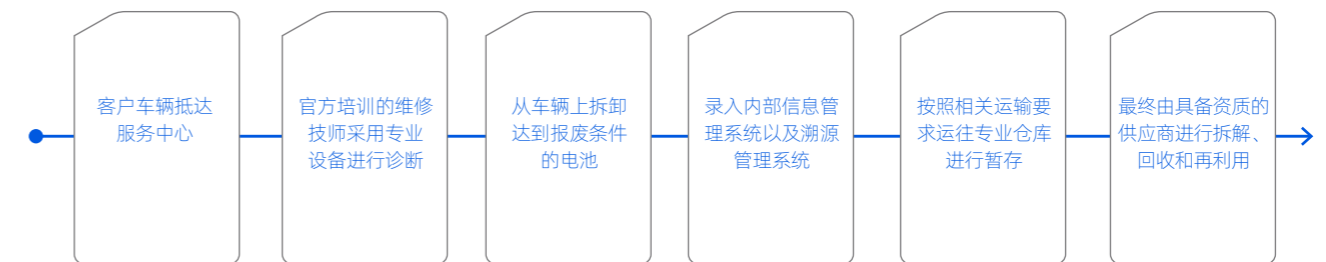 客户车辆抵达
服务中心
官方培训的维修
技师采用专业
设备进行诊断
从车辆上拆卸
达到报废条件
的电池
录入内部信息管
理系统以及溯源
管理系统
按照相关运输要
求运往专业仓库
进行暂存
最终由具备资质的
供应商进行拆解、
回收和再利用